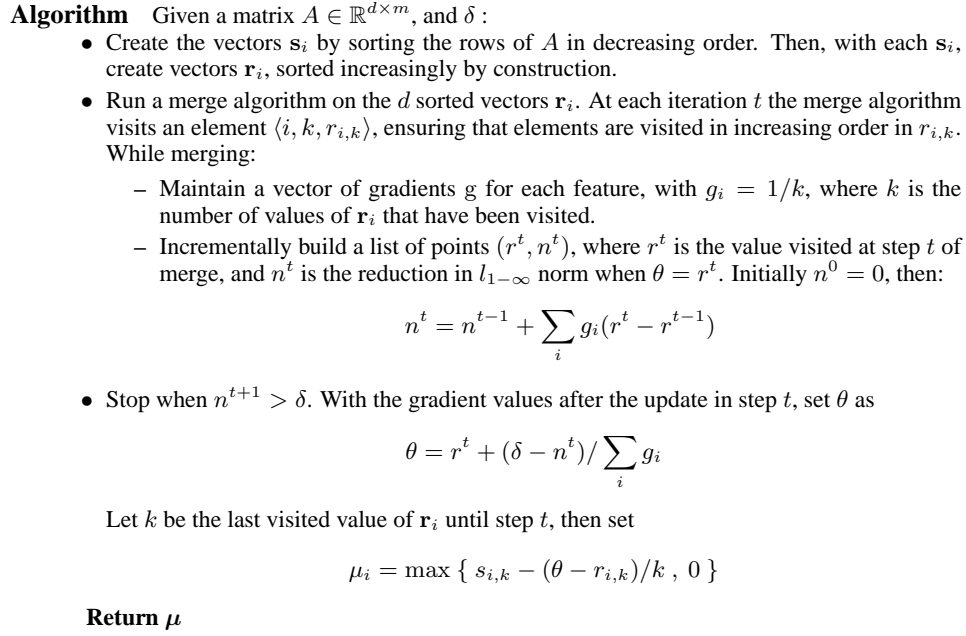 Algorithm Given a matrix A ∈ ℝ^{d×m}, and δ :
• Create the vectors s_i by sorting the rows of A in decreasing order. Then, with each s_i,
create vectors r_i, sorted increasingly by construction.
• Run a merge algorithm on the d sorted vectors r_i. At each iteration t the merge algorithm
visits an element ⟨i, k, r_{i,k}⟩, ensuring that elements are visited in increasing order in r_{i,k}.
While merging:
– Maintain a vector of gradients g for each feature, with g_i = 1/k, where k is the
number of values of r_i that have been visited.
– Incrementally build a list of points (r^t, n^t), where r^t is the value visited at step t of
merge, and n^t is the reduction in l_{1−∞} norm when θ = r^t. Initially n^0 = 0, then:
n^t = n^{t−1} + ∑_i g_i(r^t − r^{t−1})
• Stop when n^{t+1} > δ. With the gradient values after the update in step t, set θ as
θ = r^t + (δ − n^t)/ ∑_i g_i
Let k be the last visited value of r_i until step t, then set
μ_i = max { s_{i,k} − (θ − r_{i,k})/k , 0 }
Return μ